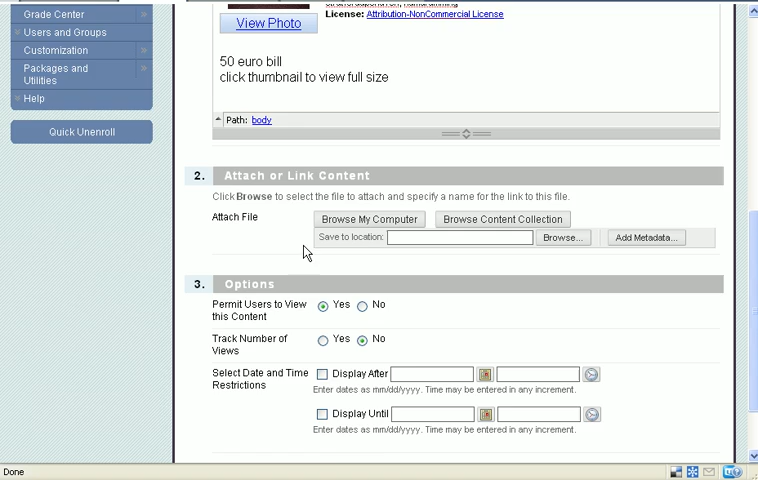 Grade Center
Users and Groups
Customization
Packages and
Utilities
Help
Quick Unenroll
View Photo
License: Attribution-NonCommercial License
50 euro bill
click thumbnail to view full size
Path: body
2. Attach or Link Content
Click Browse to select the file to attach and specify a name for the link to this file.
Attach File
Browse My Computer
Browse Content Collection
Save to location:
Browse...
Add Metadata...
3. Options
Permit Users to View
this Content
Yes
No
Track Number of
Views
Yes
No
Select Date and Time
Restrictions
Display After
Enter dates as mm/dd/yyyy. Time may be entered in any increment.
Display Until
Enter dates as mm/dd/yyyy. Time may be entered in any increment.
Done